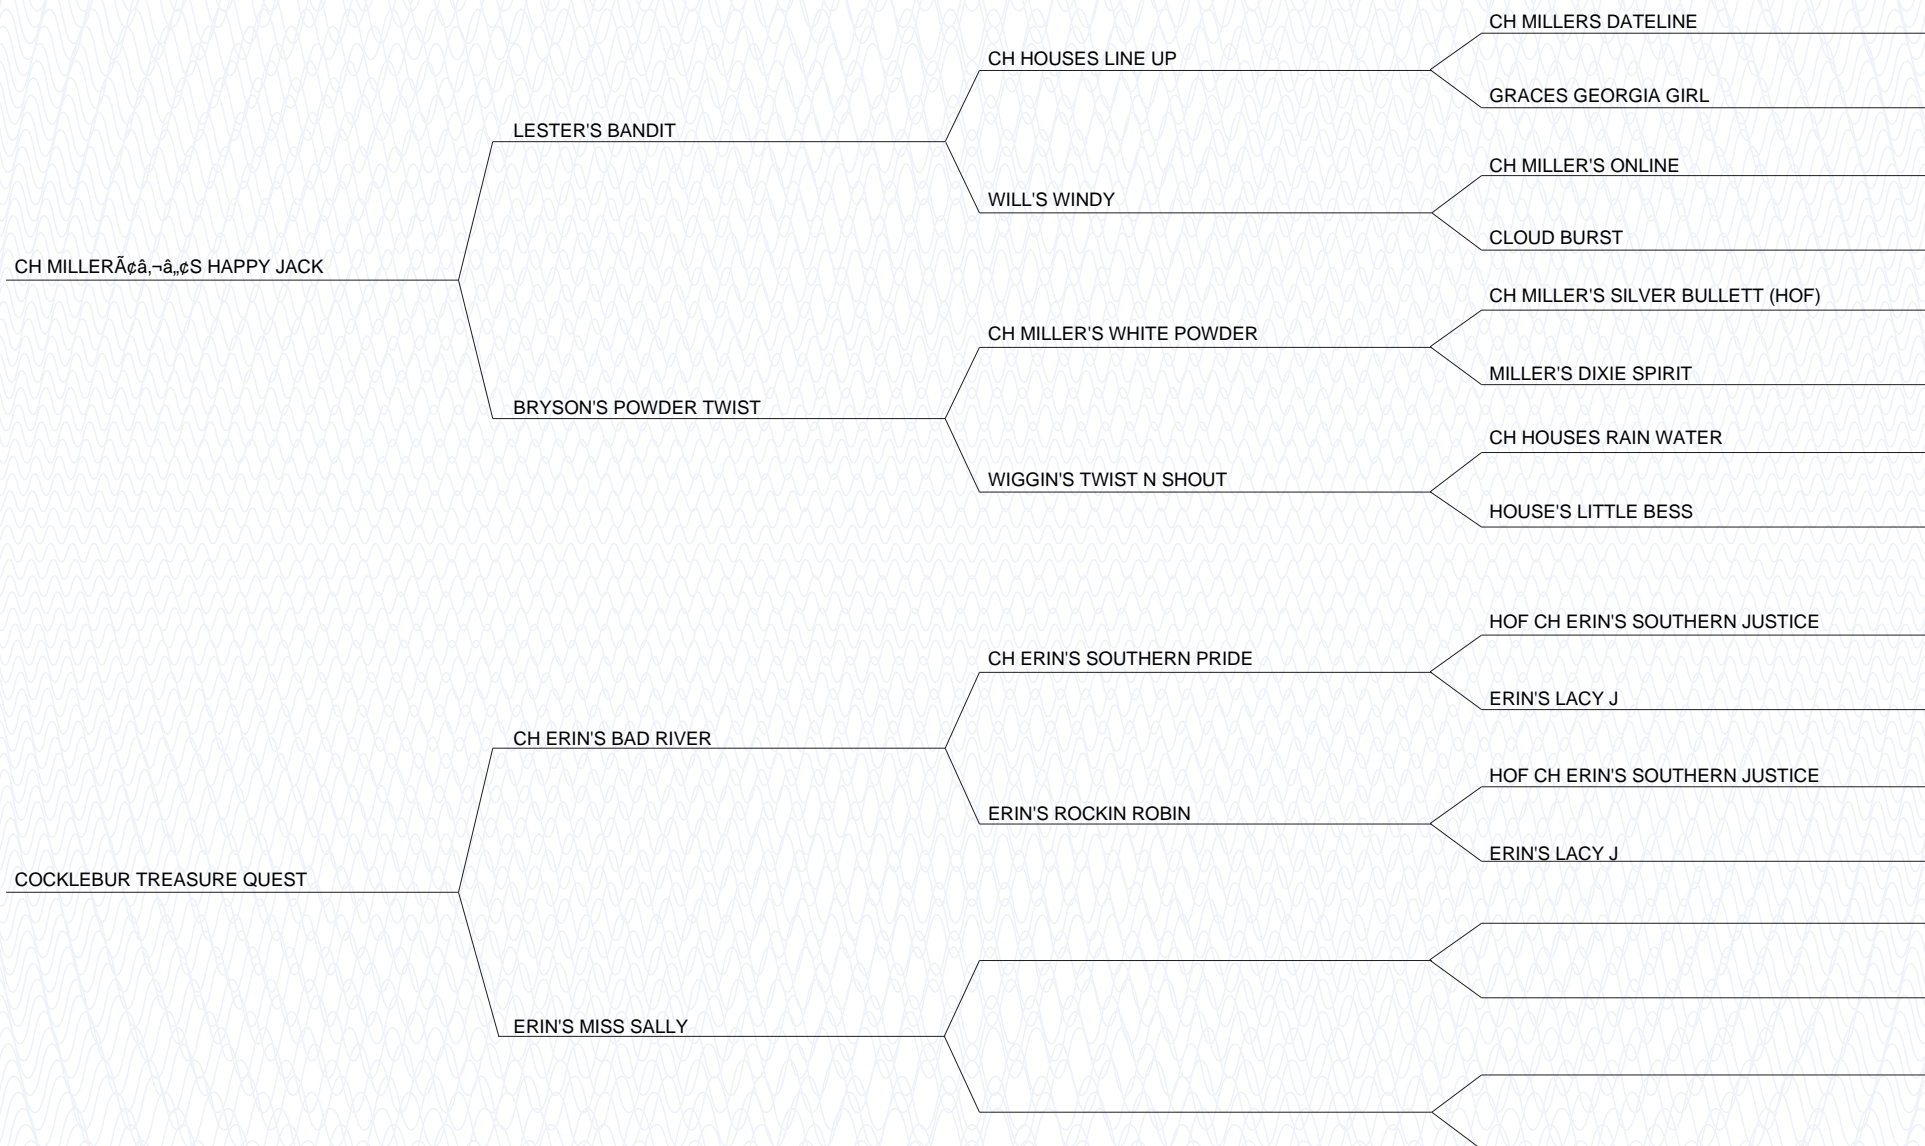 CH MILLERS DATELINE
CH HOUSES LINE UP
GRACES GEORGIA GIRL
LESTER'S BANDIT
CH MILLER'S ONLINE
WILL'S WINDY
CLOUD BURST
CH MILLERÃ¢â‚¬â„¢S HAPPY JACK
CH MILLER'S SILVER BULLETT (HOF)
CH MILLER'S WHITE POWDER
MILLER'S DIXIE SPIRIT
BRYSON'S POWDER TWIST
CH HOUSES RAIN WATER
WIGGIN'S TWIST N SHOUT
HOUSE'S LITTLE BESS
HOF CH ERIN'S SOUTHERN JUSTICE
CH ERIN'S SOUTHERN PRIDE
ERIN'S LACY J
CH ERIN'S BAD RIVER
HOF CH ERIN'S SOUTHERN JUSTICE
ERIN'S ROCKIN ROBIN
ERIN'S LACY J
COCKLEBUR TREASURE QUEST
ERIN'S MISS SALLY